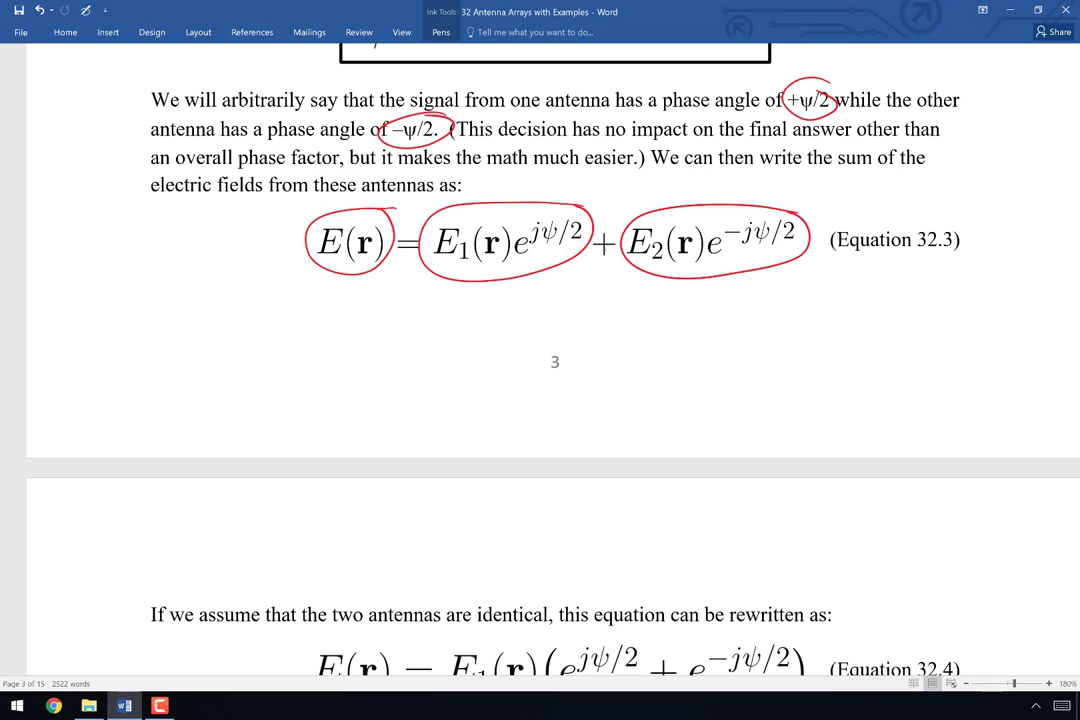 Ink Tools 32 Antenna Arrays with Examples - Word
File Home Insert Design Layout References Mailings Review View Pens Tell me what you want to do... Share
We will arbitrarily say that the signal from one antenna has a phase angle of +ψ/2 while the other
antenna has a phase angle of –ψ/2. (This decision has no impact on the final answer other than
an overall phase factor, but it makes the math much easier.) We can then write the sum of the
electric fields from these antennas as:
E(r) = E₁(r)e^{jψ/2} + E₂(r)e^{-jψ/2} (Equation 32.3)
3
If we assume that the two antennas are identical, this equation can be rewritten as:
E(r) = E₁(r)(e^{jψ/2} + e^{-jψ/2}) (Equation 32.4)
Page 3 of 15 2522 words 180%